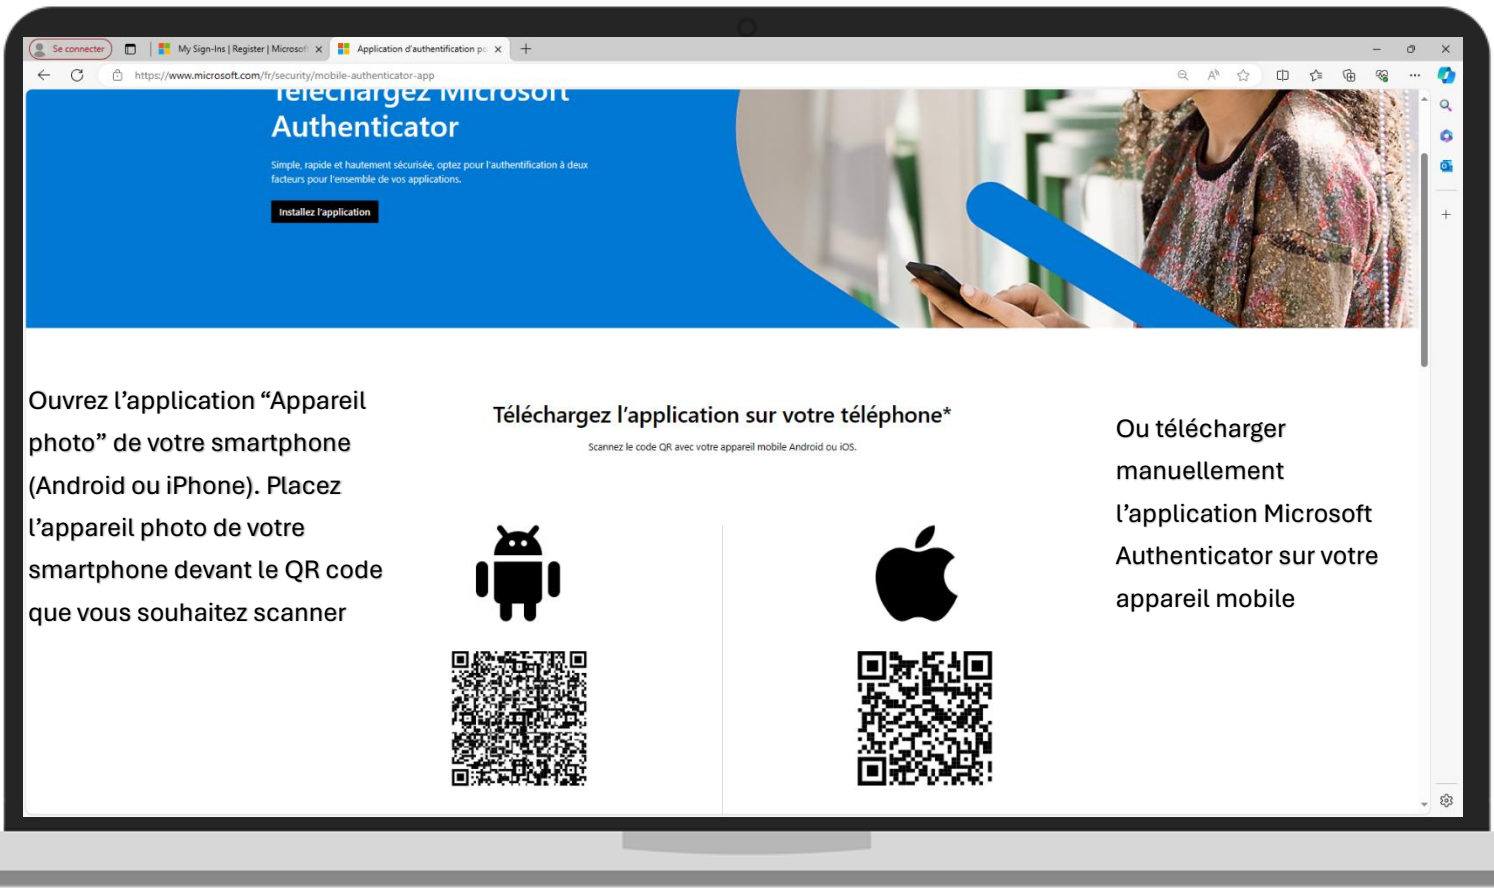 Se connecter
My Sign-Ins | Register | Microsof
Application d'authentification po
https://www.microsoft.com/fr/security/mobile-authenticator-app
Téléchargez Microsoft
Authenticator
Simple, rapide et hautement sécurisée, optez pour l'authentification à deux
facteurs pour l'ensemble de vos applications.
Installez l'application
Ouvrez l'application “Appareil
photo” de votre smartphone
(Android ou iPhone). Placez
l'appareil photo de votre
smartphone devant le QR code
que vous souhaitez scanner
Téléchargez l'application sur votre téléphone*
Scannez le code QR avec votre appareil mobile Android ou iOS.
Ou télécharger
manuellement
l'application Microsoft
Authenticator sur votre
appareil mobile